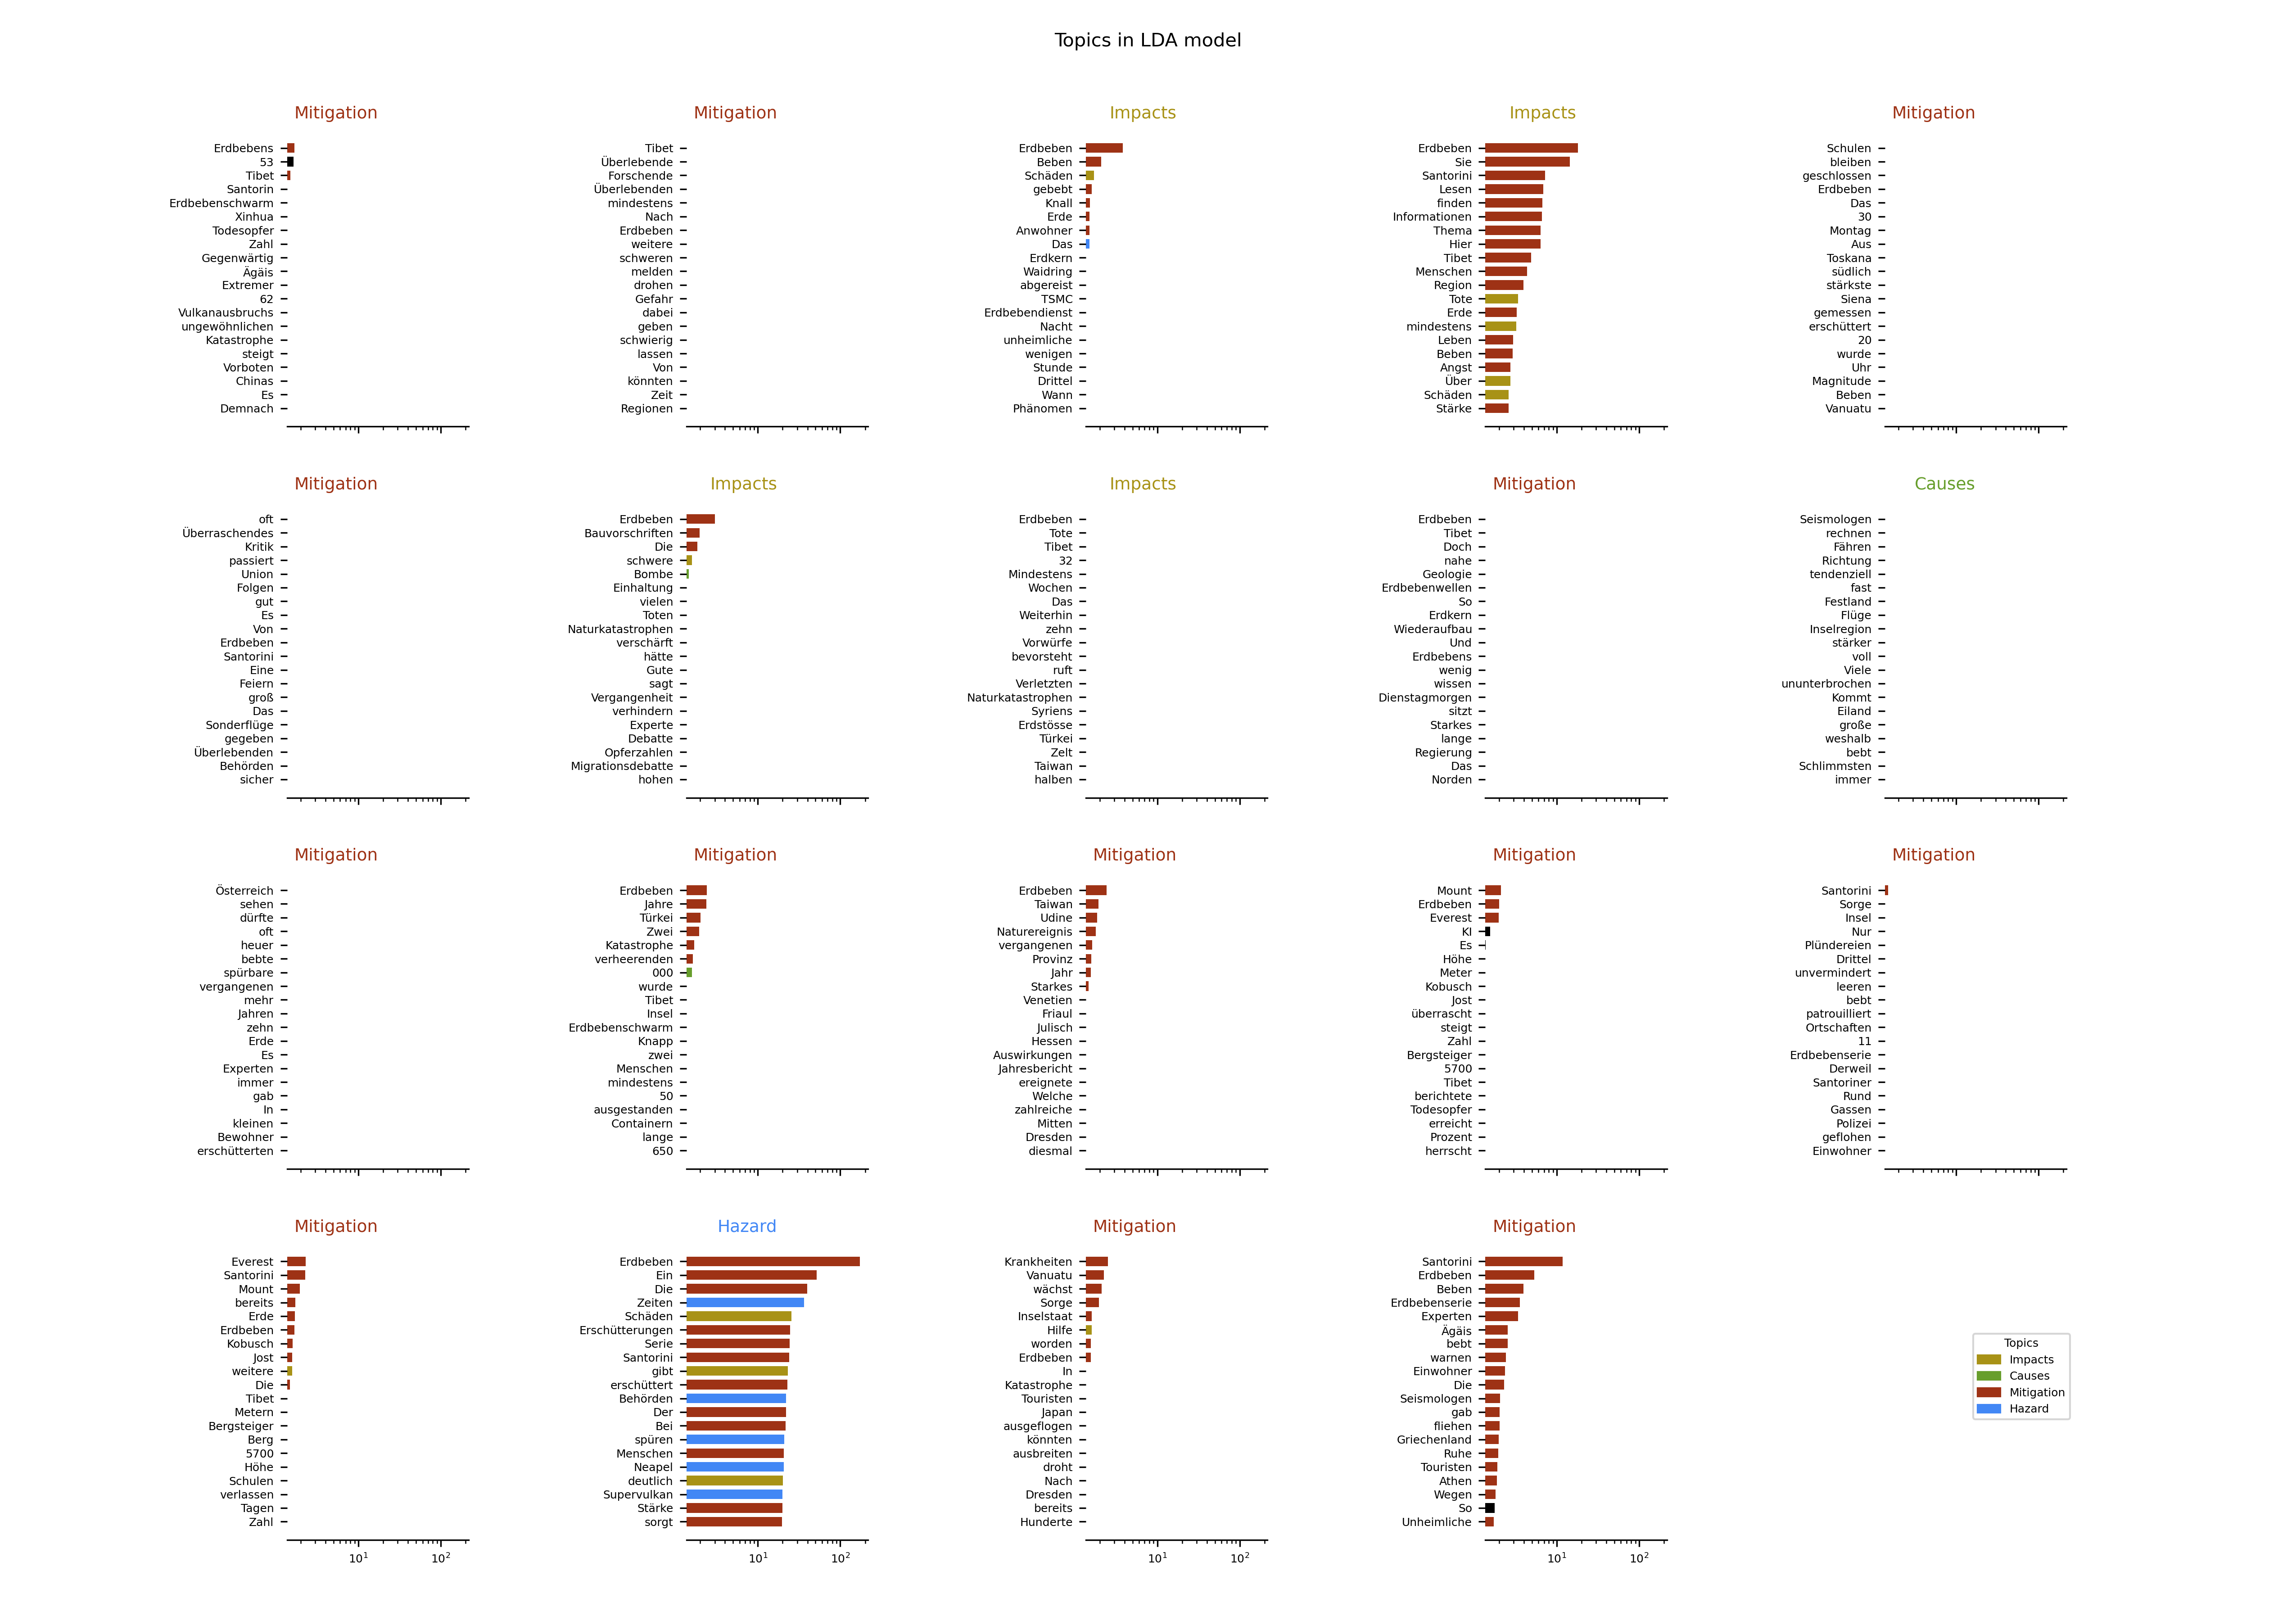 Topics in LDA model
Mitigation
Erdbebens
53
Tibet
Santorin
Erdbebenschwarm
Xinhua
Todesopfer
Zahl
Gegenwärtig
Ägäis
Extremer
62
Vulkanausbruchs
ungewöhnlichen
Katastrophe
steigt
Vorboten
Chinas
Es
Demnach
Mitigation
Tibet
Überlebende
Forschende
Überlebenden
mindestens
Nach
Erdbeben
weitere
schweren
melden
drohen
Gefahr
dabei
geben
schwierig
lassen
Von
könnten
Zeit
Regionen
Impacts
Erdbeben
Beben
Schäden
gebebt
Knall
Erde
Anwohner
Das
Erdkern
Waidring
abgereist
TSMC
Erdbebendienst
Nacht
unheimliche
wenigen
Stunde
Drittel
Wann
Phänomen
Impacts
Erdbeben
Sie
Santorini
Lesen
finden
Informationen
Thema
Hier
Tibet
Menschen
Region
Tote
Erde
mindestens
Leben
Beben
Angst
Über
Schäden
Stärke
Mitigation
Schulen
bleiben
geschlossen
Erdbeben
Das
30
Montag
Aus
Toskana
südlich
stärkste
Siena
gemessen
erschüttert
20
wurde
Uhr
Magnitude
Beben
Vanuatu
Mitigation
oft
Überraschendes
Kritik
passiert
Union
Folgen
gut
Es
Von
Erdbeben
Santorini
Eine
Feiern
groß
Das
Sonderflüge
gegeben
Überlebenden
Behörden
sicher
Impacts
Erdbeben
Bauvorschriften
Die
schwere
Bombe
Einhaltung
vielen
Toten
Naturkatastrophen
verschärft
hätte
Gute
sagt
Vergangenheit
verhindern
Experte
Debatte
Opferzahlen
Migrationsdebatte
hohen
Impacts
Erdbeben
Tote
Tibet
32
Mindestens
Wochen
Das
Weiterhin
zehn
Vorwürfe
bevorsteht
ruft
Verletzten
Naturkatastrophen
Syriens
Erdstösse
Türkei
Zelt
Taiwan
halben
Mitigation
Erdbeben
Tibet
Doch
nahe
Geologie
Erdbebenwellen
So
Erdkern
Wiederaufbau
Und
Erdbebens
wenig
wissen
Dienstagmorgen
sitzt
Starkes
lange
Regierung
Das
Norden
Causes
Seismologen
rechnen
Fähren
Richtung
tendenziell
fast
Festland
Flüge
Inselregion
stärker
voll
Viele
ununterbrochen
Kommt
Eiland
große
weshalb
bebt
Schlimmsten
immer
Mitigation
Österreich
sehen
dürfte
oft
heuer
bebte
spürbare
vergangenen
mehr
Jahren
zehn
Erde
Es
Experten
immer
gab
In
kleinen
Bewohner
erschütterten
Mitigation
Erdbeben
Jahre
Türkei
Zwei
Katastrophe
verheerenden
000
wurde
Tibet
Insel
Erdbebenschwarm
Knapp
zwei
Menschen
mindestens
50
ausgestanden
Containern
lange
650
Mitigation
Erdbeben
Taiwan
Udine
Naturereignis
vergangenen
Provinz
Jahr
Starkes
Venetien
Friaul
Julisch
Hessen
Auswirkungen
Jahresbericht
ereignete
Welche
zahlreiche
Mitten
Dresden
diesmal
Mitigation
Mount
Erdbeben
Everest
KI
Es
Höhe
Meter
Kobusch
Jost
überrascht
steigt
Zahl
Bergsteiger
5700
Tibet
berichtete
Todesopfer
erreicht
Prozent
herrscht
Mitigation
Santorini
Sorge
Insel
Nur
Plündereien
Drittel
unvermindert
leeren
bebt
patrouilliert
Ortschaften
11
Erdbebenserie
Derweil
Santoriner
Rund
Gassen
Polizei
geflohen
Einwohner
Mitigation
Everest
Santorini
Mount
bereits
Erde
Erdbeben
Kobusch
Jost
weitere
Die
Tibet
Metern
Bergsteiger
Berg
5700
Höhe
Schulen
verlassen
Tagen
Zahl
10¹ 10²
Hazard
Erdbeben
Ein
Die
Zeiten
Schäden
Erschütterungen
Serie
Santorini
gibt
erschüttert
Behörden
Der
Bei
spüren
Menschen
Neapel
deutlich
Supervulkan
Stärke
sorgt
10¹ 10²
Mitigation
Krankheiten
Vanuatu
wächst
Sorge
Inselstaat
Hilfe
worden
Erdbeben
In
Katastrophe
Touristen
Japan
ausgeflogen
könnten
ausbreiten
droht
Nach
Dresden
bereits
Hunderte
10¹ 10²
Mitigation
Santorini
Erdbeben
Beben
Erdbebenserie
Experten
Ägäis
bebt
warnen
Einwohner
Die
Seismologen
gab
fliehen
Griechenland
Ruhe
Touristen
Athen
Wegen
So
Unheimliche
10¹ 10²
Topics
Impacts
Causes
Mitigation
Hazard